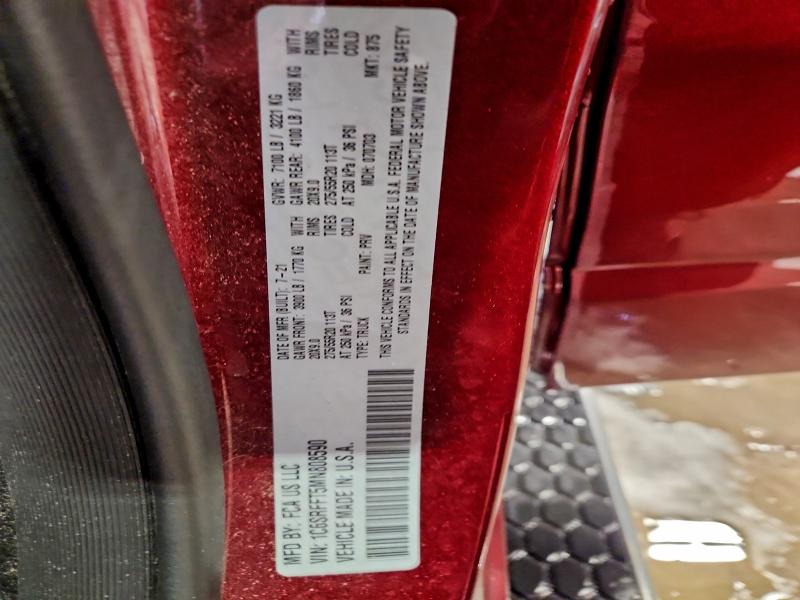 MFD BY: FCA US LLC
DATE OF MFR (BUILT): 7-21 GVWR: 7100 LB / 3221 KG
GAWR FRONT: 3900 LB / 1770 KG WITH GAWR REAR: 4100 LB / 1860 KG WITH
20X9.0 RIMS 20X9.0 RIMS
275/55R20 113T TIRES 275/55R20 113T TIRES
AT 250 kPa / 36 PSI COLD AT 250 kPa / 36 PSI COLD
VIN: 1C6SRFFT5MN808590
TYPE: TRUCK PAINT: PRV MDH: 070703 MKT: 875
VEHICLE MADE IN: U.S.A.
THIS VEHICLE CONFORMS TO ALL APPLICABLE U.S.A. FEDERAL MOTOR VEHICLE SAFETY
STANDARDS IN EFFECT ON THE DATE OF MANUFACTURE SHOWN ABOVE.